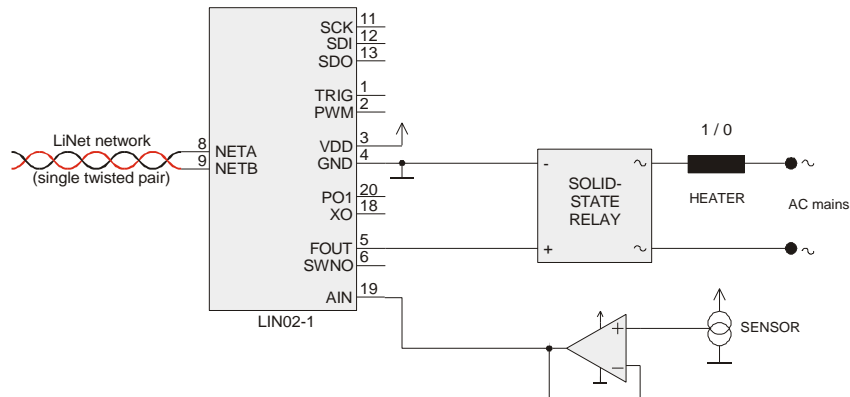 SCK 11
SDI 12
SDO 13
TRIG 1
PWM 2
LiNet network
(single twisted pair)
8 NETA
9 NETB
VDD 3
GND 4
PO1 20
XO 18
FOUT 5
SWNO 6
AIN 19
LIN02-1
- ~
SOLID-
STATE
RELAY
+ ~
1 / 0
HEATER
~
AC mains
~
+
−
SENSOR